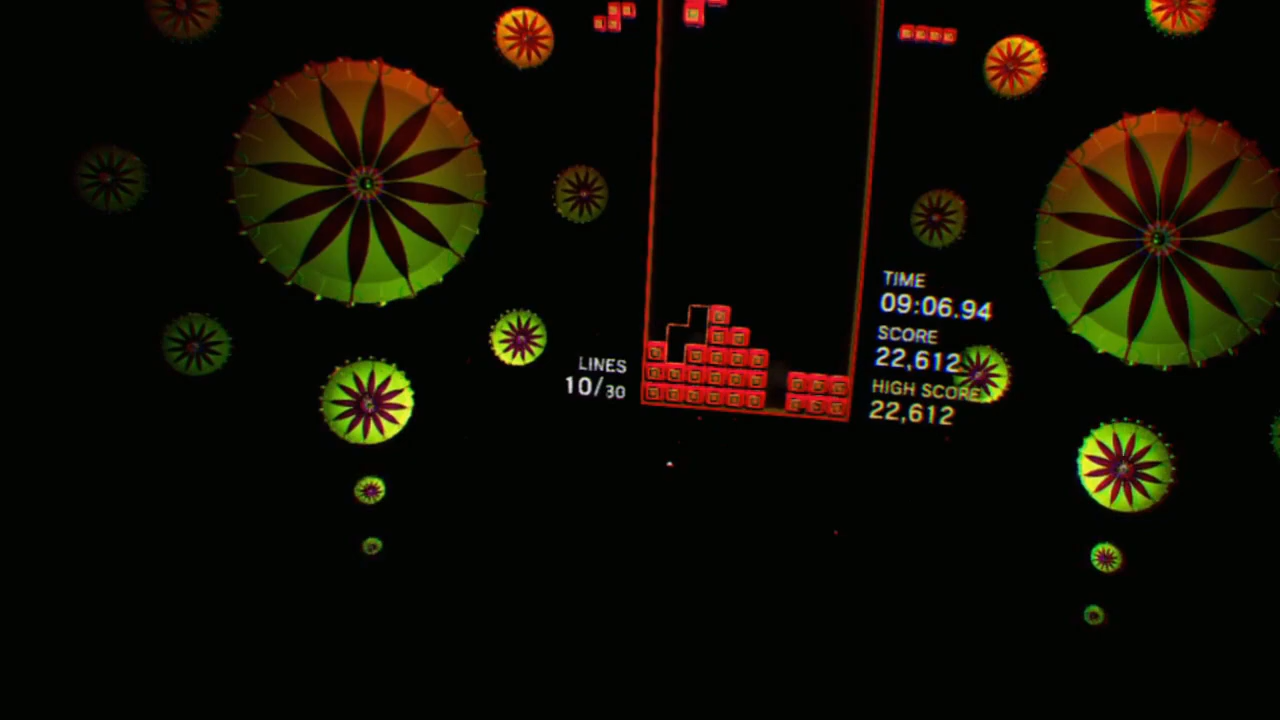 LINES
10/30
TIME
09:06.94
SCORE
22,612
HIGH SCORE
22,612